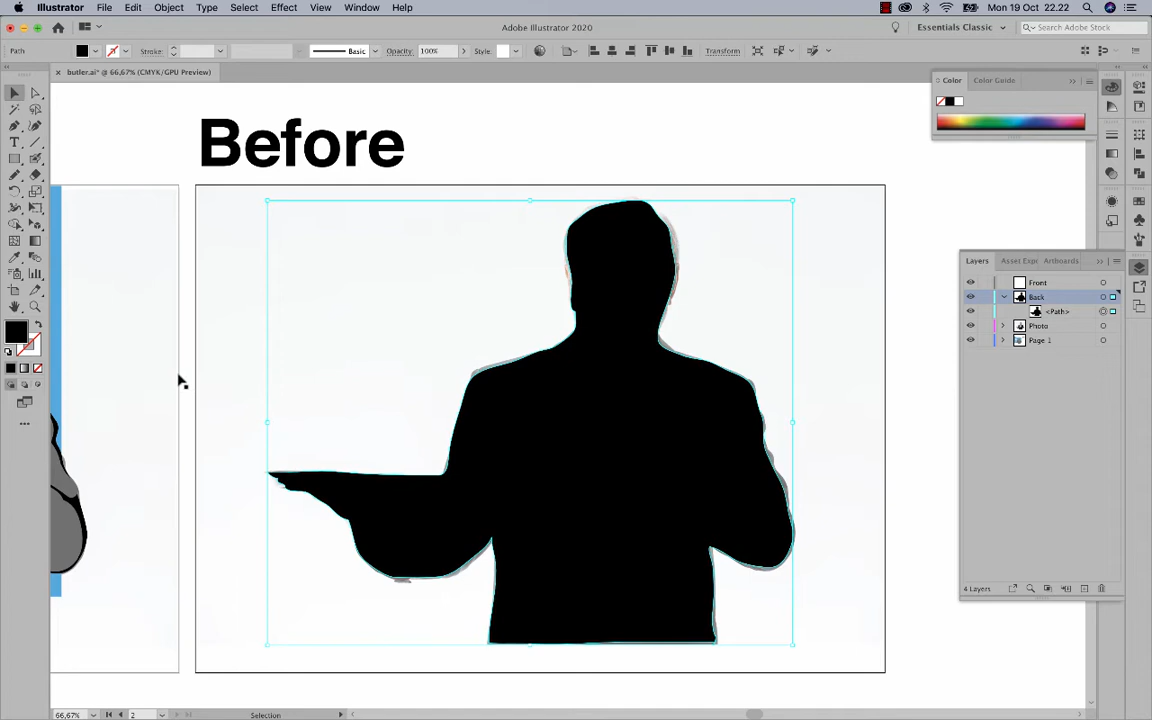 Illustrator File Edit Object Type Select Effect View Window Help Mon 19 Oct 22.22
Adobe Illustrator 2020 Essentials Classic Search Adobe Stock
Path Stroke: Basic Opacity: 100% Style: Transform
butler.ai* @ 66,67% (CMYK/GPU Preview)
Color Color Guide
Before
Layers Asset Exp Artboards
Front
Back
<Path>
Photo
Page 1
4 Layers
66,67% 2 Selection